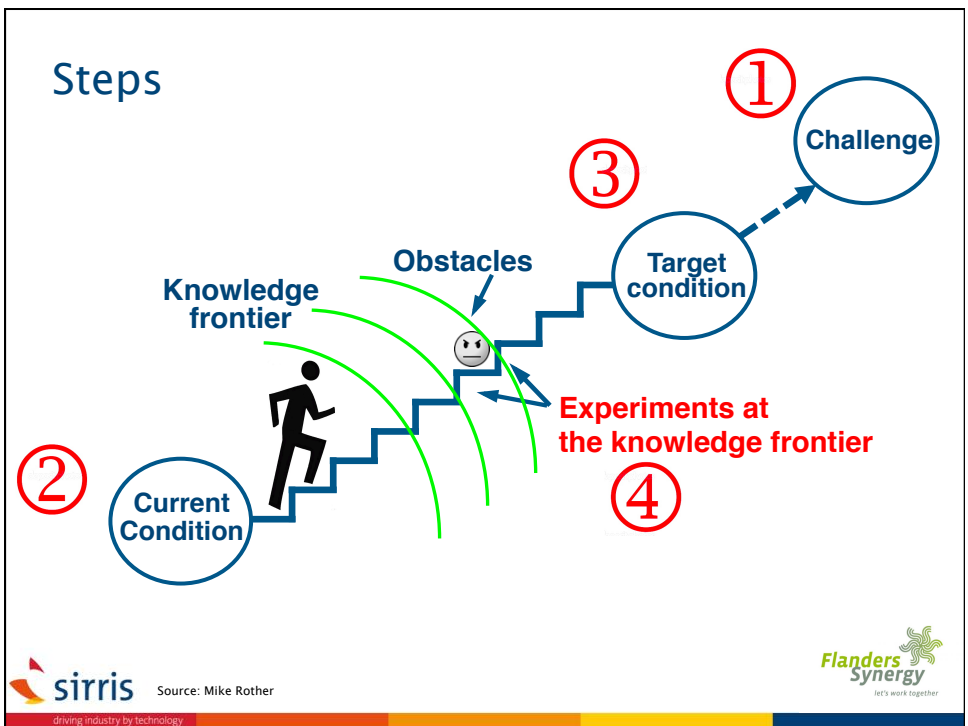 Steps
①
Challenge
③
Target
condition
Obstacles
Knowledge
frontier
Experiments at
the knowledge frontier
④
②
Current
Condition
sirris
driving industry by technology
Source: Mike Rother
Flanders
Synergy
let's work together